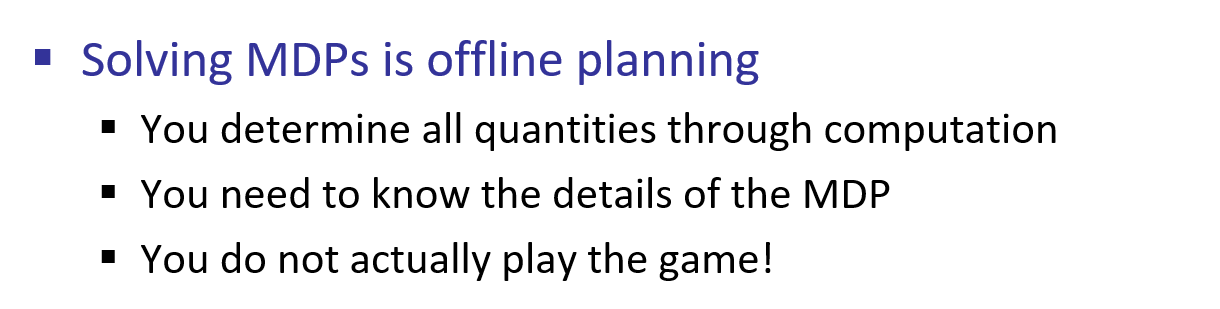 ▪ Solving MDPs is offline planning
▪ You determine all quantities through computation
▪ You need to know the details of the MDP
▪ You do not actually play the game!